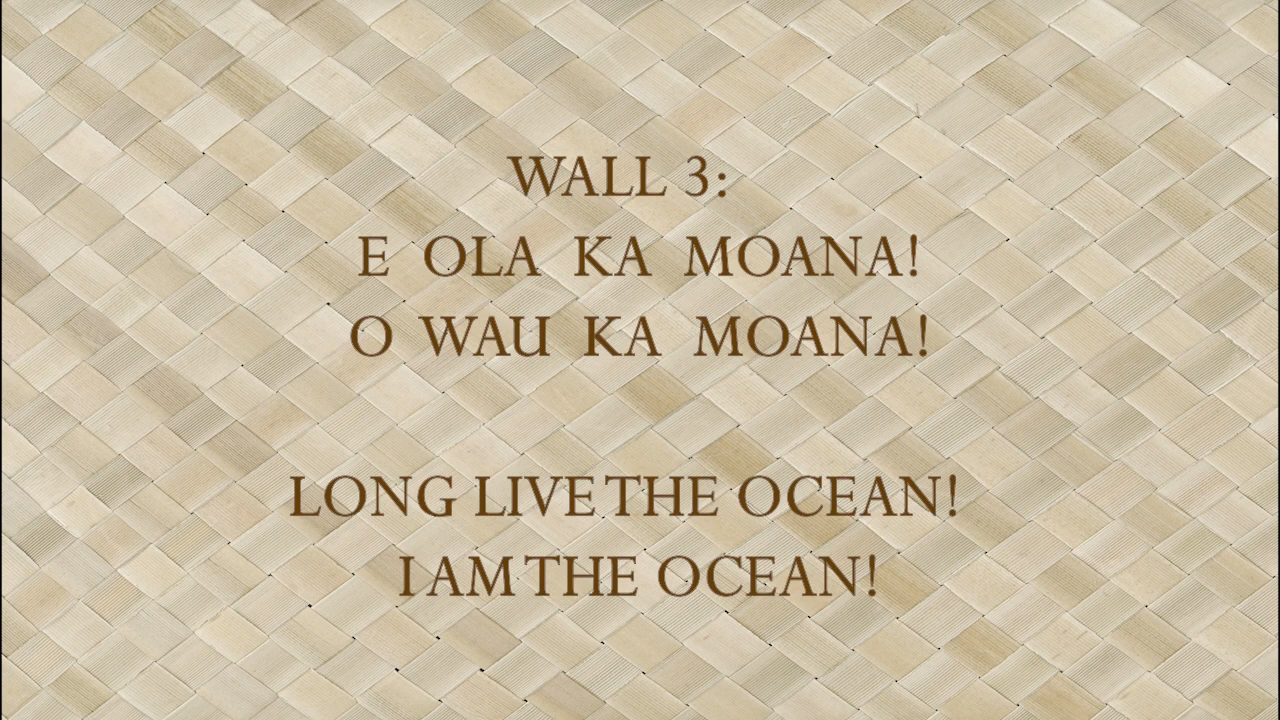 WALL 3:
E OLA KA MOANA!
O WAU KA MOANA!
LONG LIVE THE OCEAN!
I AM THE OCEAN!